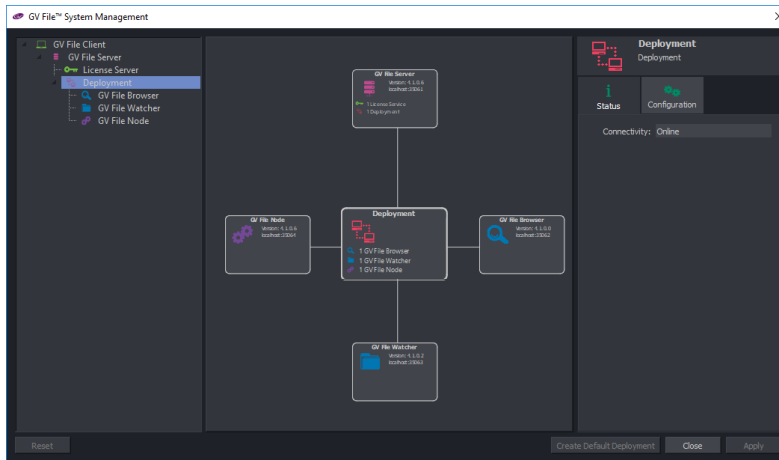 GV File™ System Management
GV File Client
GV File Server
License Server
Deployment
GV File Browser
GV File Watcher
GV File Node
GV File Server
Version: 4.1.0.6
localhost:25061
1 License Service
1 Deployment
GV File Node
Version: 4.1.0.6
localhost:25064
Deployment
1 GV File Browser
1 GV File Watcher
1 GV File Node
GV File Browser
Version: 4.1.0.0
localhost:25062
GV File Watcher
Version: 4.1.0.2
localhost:25063
Deployment
Deployment
Status
Configuration
Connectivity: Online
Reset
Create Default Deployment
Close
Apply